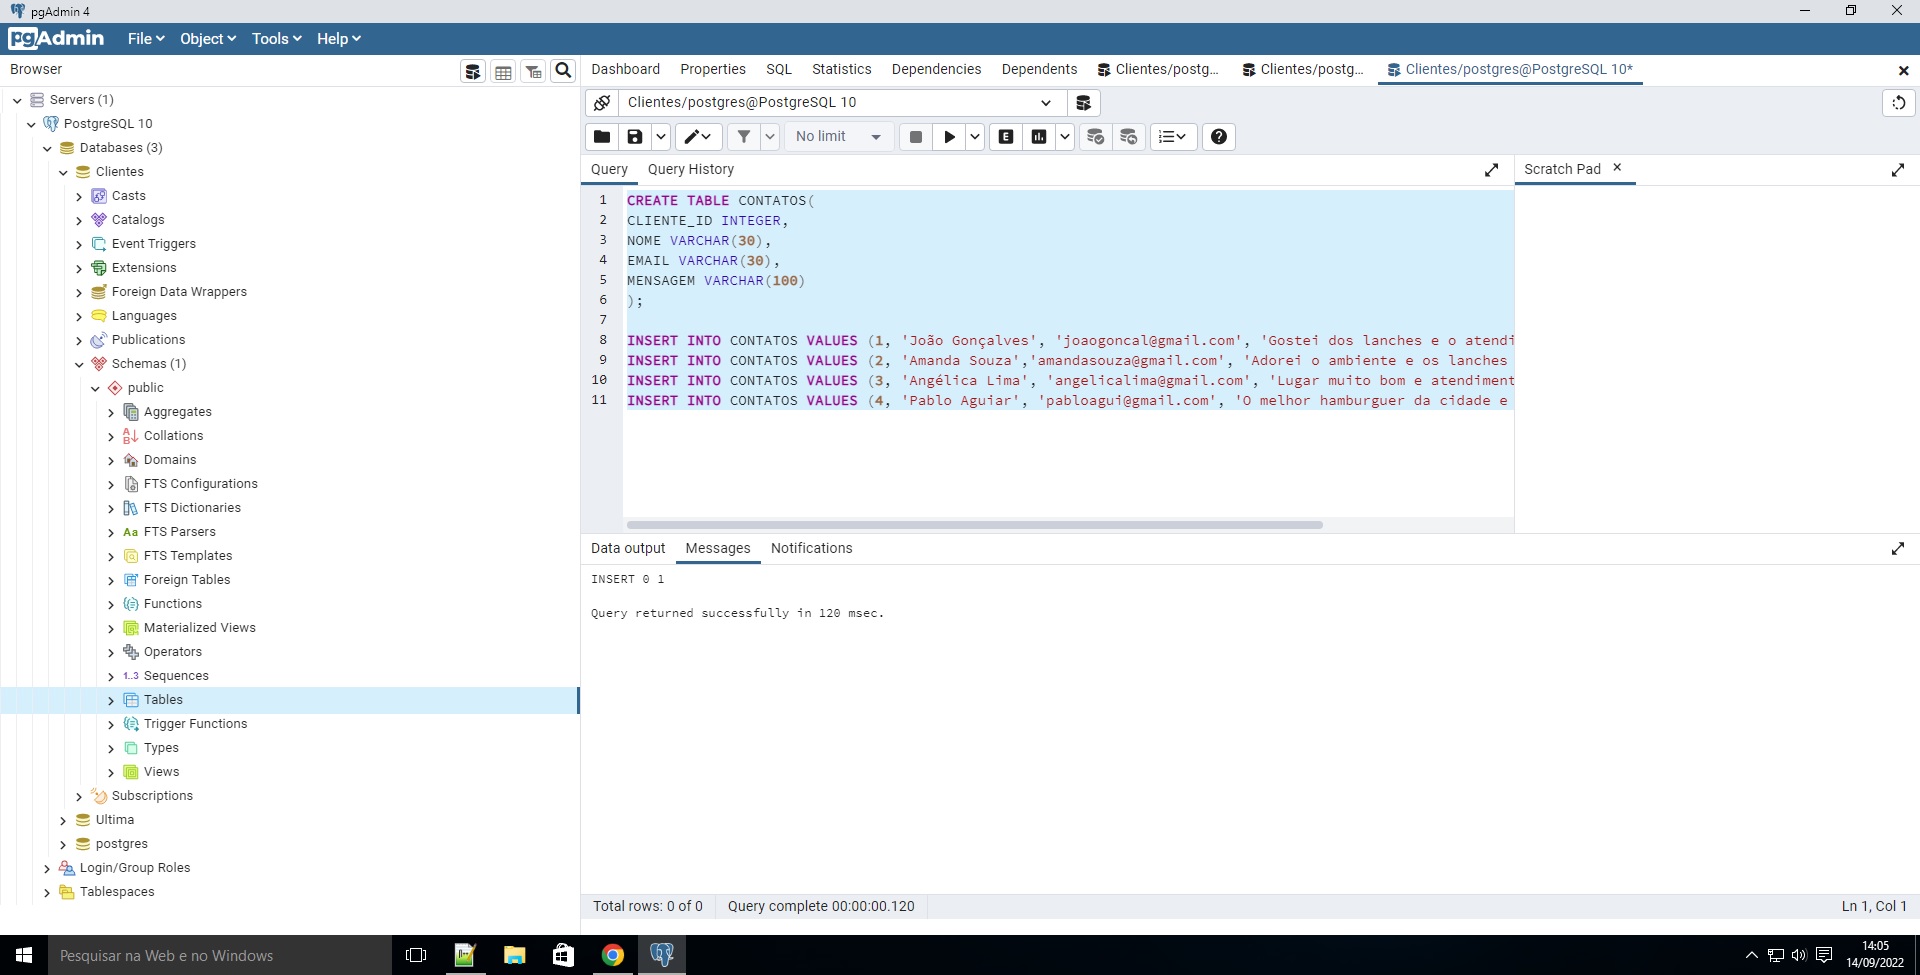 pgAdmin 4
pgAdmin File Object Tools Help
Browser
Dashboard Properties SQL Statistics Dependencies Dependents Clientes/postg... Clientes/postg... Clientes/postgres@PostgreSQL 10*
Servers (1)
PostgreSQL 10
Databases (3)
Clientes
Casts
Catalogs
Event Triggers
Extensions
Foreign Data Wrappers
Languages
Publications
Schemas (1)
public
Aggregates
Collations
Domains
FTS Configurations
FTS Dictionaries
Aa FTS Parsers
FTS Templates
Foreign Tables
Functions
Materialized Views
Operators
1..3 Sequences
Tables
Trigger Functions
Types
Views
Subscriptions
Ultima
postgres
Login/Group Roles
Tablespaces
Clientes/postgres@PostgreSQL 10
No limit
E
Query Query History
Scratch Pad
1 CREATE TABLE CONTATOS(
2 CLIENTE_ID INTEGER,
3 NOME VARCHAR(30),
4 EMAIL VARCHAR(30),
5 MENSAGEM VARCHAR(100)
6 );
7
8 INSERT INTO CONTATOS VALUES (1, 'João Gonçalves', 'joaogoncal@gmail.com', 'Gostei dos lanches e o atendi
9 INSERT INTO CONTATOS VALUES (2, 'Amanda Souza','amandasouza@gmail.com', 'Adorei o ambiente e os lanches
10 INSERT INTO CONTATOS VALUES (3, 'Angélica Lima', 'angelicalima@gmail.com', 'Lugar muito bom e atendiment
11 INSERT INTO CONTATOS VALUES (4, 'Pablo Aguiar', 'pabloagui@gmail.com', 'O melhor hamburguer da cidade e
Data output Messages Notifications
INSERT 0 1
Query returned successfully in 120 msec.
Total rows: 0 of 0 Query complete 00:00:00.120
Ln 1, Col 1
Pesquisar na Web e no Windows
14:05
14/09/2022